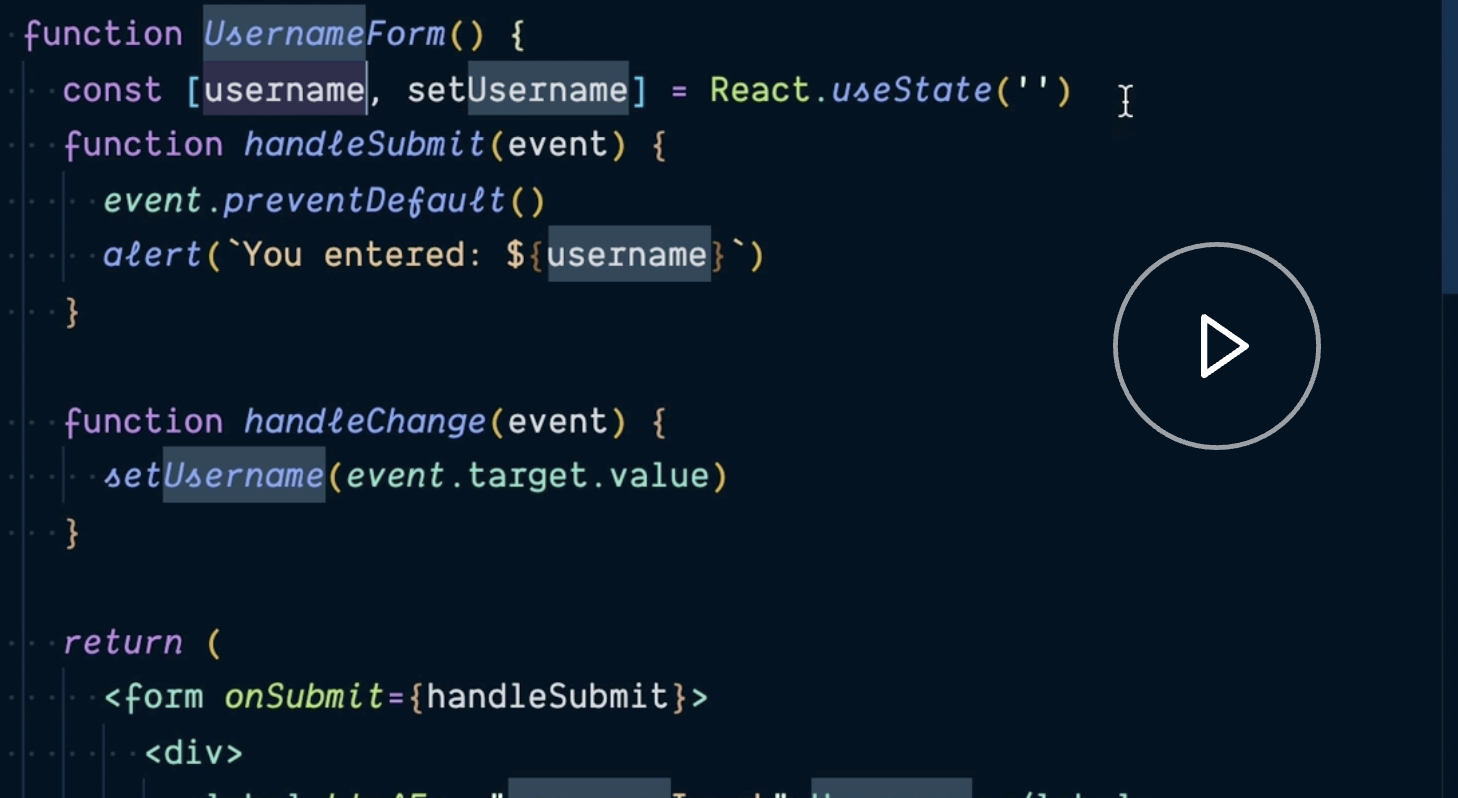 function UsernameForm() {
const [username, setUsername] = React.useState('')
function handleSubmit(event) {
event.preventDefault()
alert(`You entered: ${username}`)
}
function handleChange(event) {
setUsername(event.target.value)
}
return (
<form onSubmit={handleSubmit}>
<div>